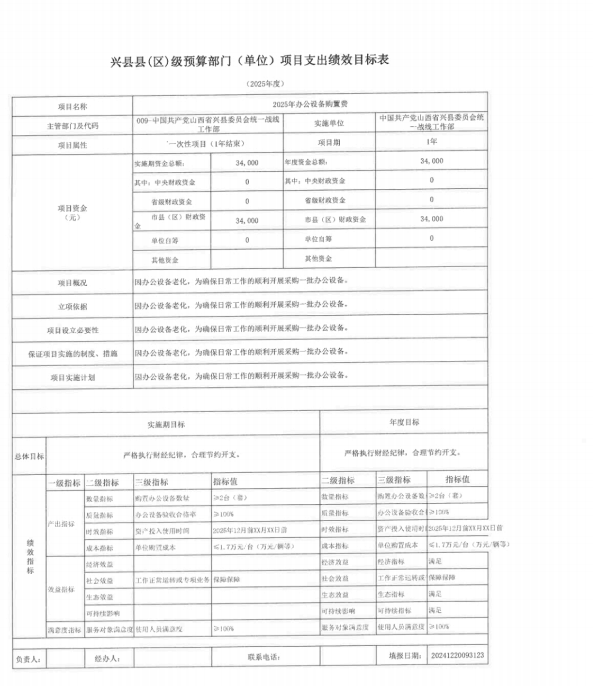 兴县县(区)级预算部门（单位）项目支出绩效目标表
（2025年度）
项目名称 2025年办公设备购置费
主管部门及代码 009-中国共产党山西省兴县委员会统一战线工作部 实施单位 中国共产党山西省兴县委员会统一战线工作部
项目属性 一次性项目（1年结束） 项目期 1年
项目资金（元） 实施期资金总额： 34,000 年度资金总额： 34,000
其中：中央财政资金 0 其中：中央财政资金 0
省级财政资金 0 省级财政资金 0
市县（区）财政资金 34,000 市县（区）财政资金 34,000
单位自筹 0 单位自筹 0
其他资金 其他资金
项目概况 因办公设备老化，为确保日常工作的顺利开展采购一批办公设备。
立项依据 因办公设备老化，为确保日常工作的顺利开展采购一批办公设备。
项目设立必要性 因办公设备老化，为确保日常工作的顺利开展采购一批办公设备。
保证项目实施的制度、措施 因办公设备老化，为确保日常工作的顺利开展采购一批办公设备。
项目实施计划 因办公设备老化，为确保日常工作的顺利开展采购一批办公设备。
实施期目标 年度目标
总体目标 严格执行财经纪律，合理节约开支。 严格执行财经纪律，合理节约开支。
绩效指标 一级指标 二级指标 三级指标 指标值 二级指标 三级指标 指标值
产出指标 数量指标 购置办公设备数量 ≥2台（套） 数量指标 购置办公设备数 ≥2台（套）
质量指标 办公设备验收合格率 ≥100% 质量指标 办公设备验收合 ≥100%
时效指标 资产投入使用时间 2025年12月前XX月XX日前 时效指标 资产投入使用时 2025年12月前XX月XX日前
成本指标 单位购置成本 ≤1.7万元/台（万元/辆等） 成本指标 单位购置成本 ≤1.7万元/台（万元/辆等）
效益指标 经济效益 经济效益 经济指标 满足
社会效益 工作正常运转或专项业务 保障保障 社会效益 工作正常运转或 保障保障
生态效益 生态效益 生态指标 满足
可持续影响 可持续影响 可持续指标 满足
满意度指标 服务对象满意度 使用人员满意度 ≥100% 服务对象满意度 使用人员满意度 ≥100%
负责人： 经办人： 联系电话： 填报日期： 20241220093123